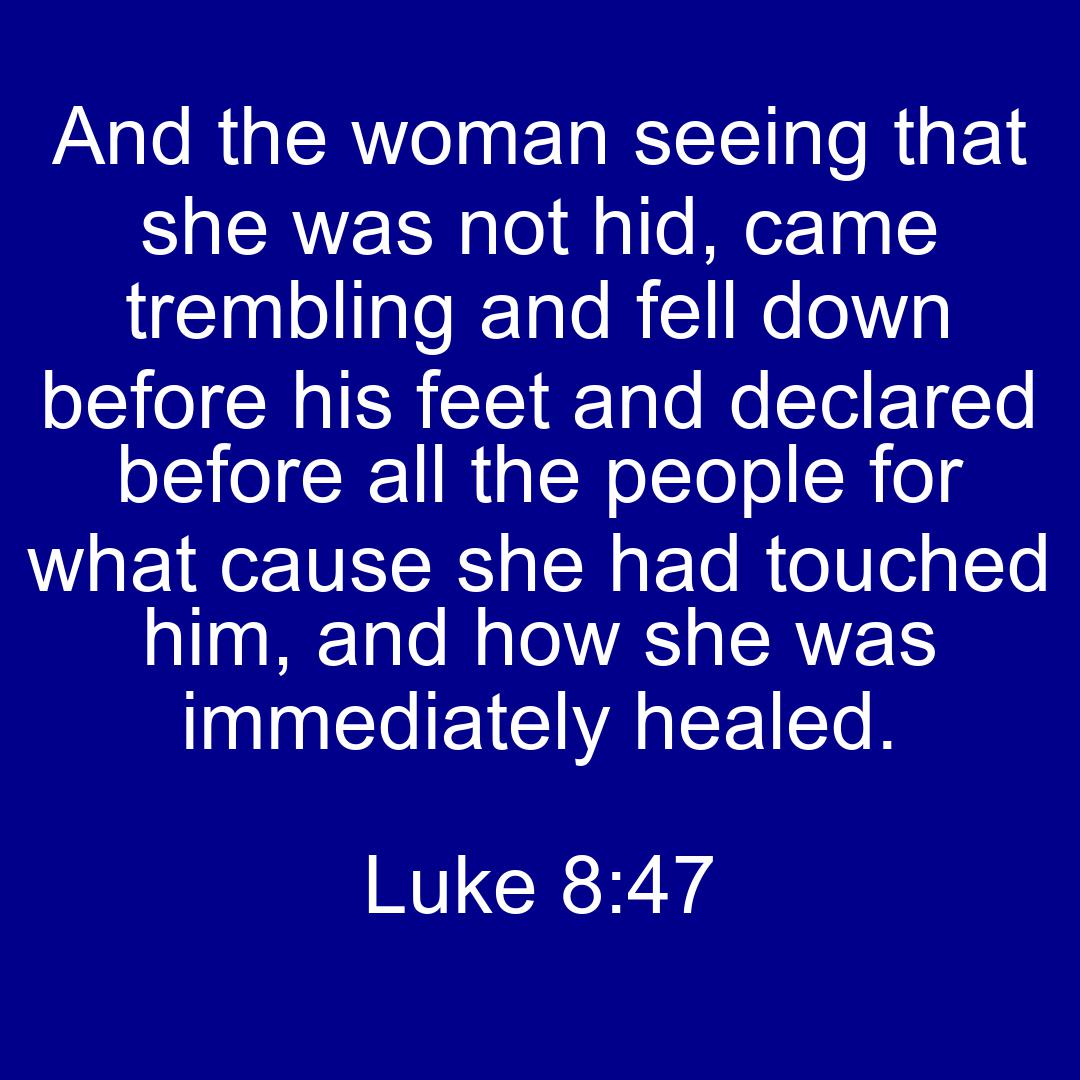 And the woman seeing that
she was not hid, came
trembling and fell down
before his feet and declared
before all the people for
what cause she had touched
him, and how she was
immediately healed.
Luke 8:47